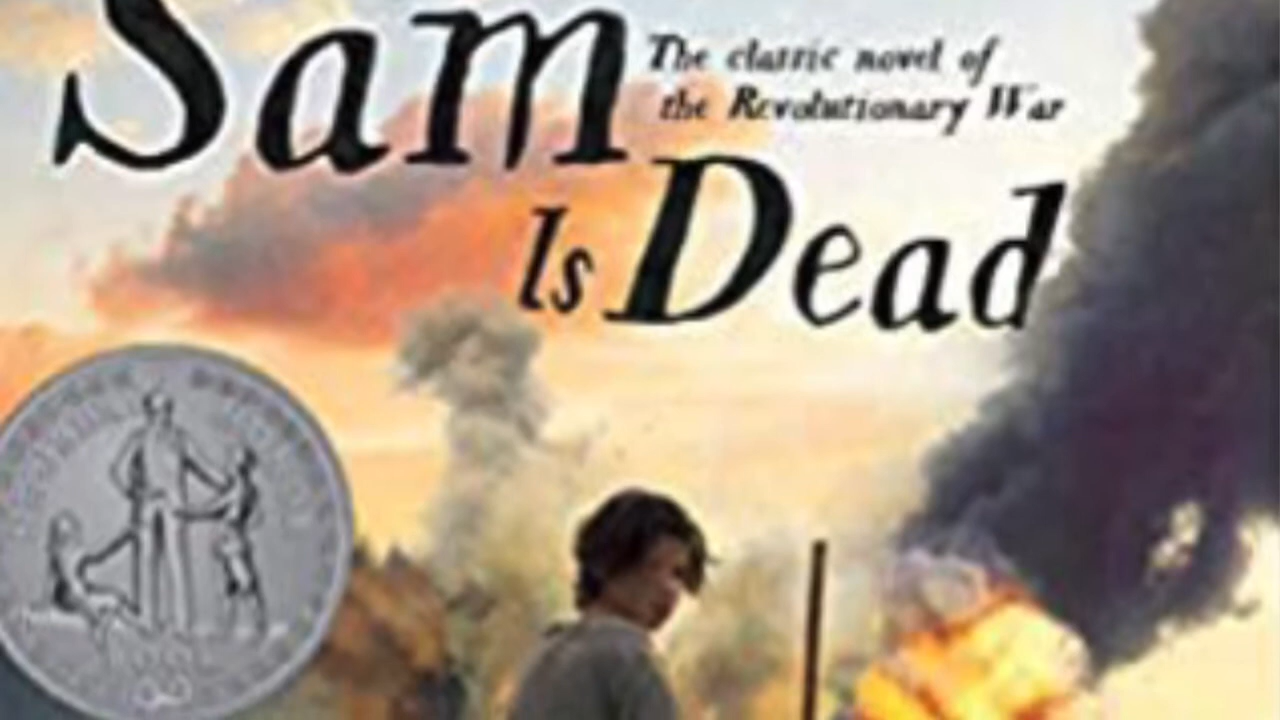 Sam
The classic novel of
the Revolutionary War
Is Dead